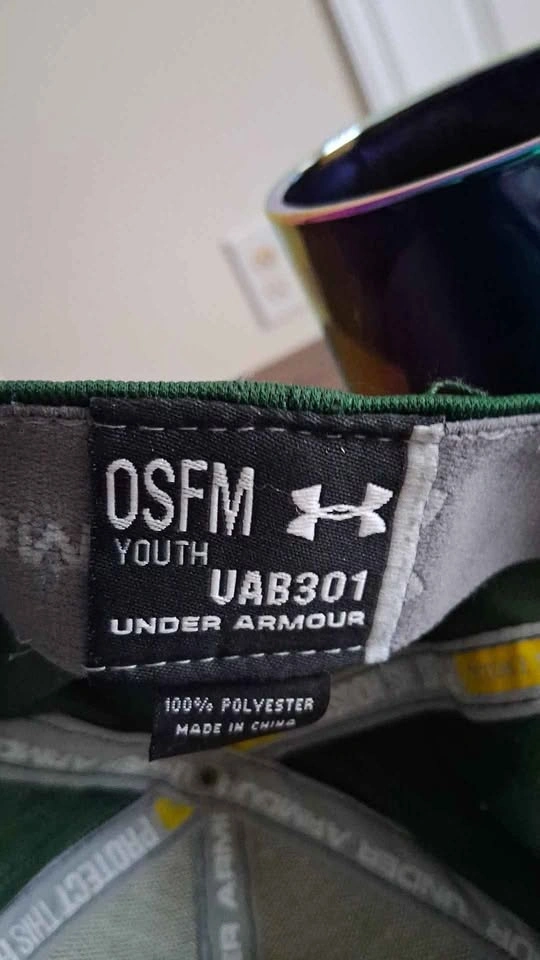 OSFM
YOUTH
UAB301
UNDER ARMOUR
100% POLYESTER
MADE IN CHINA
UNDER ARMOUR
PROTECT THIS